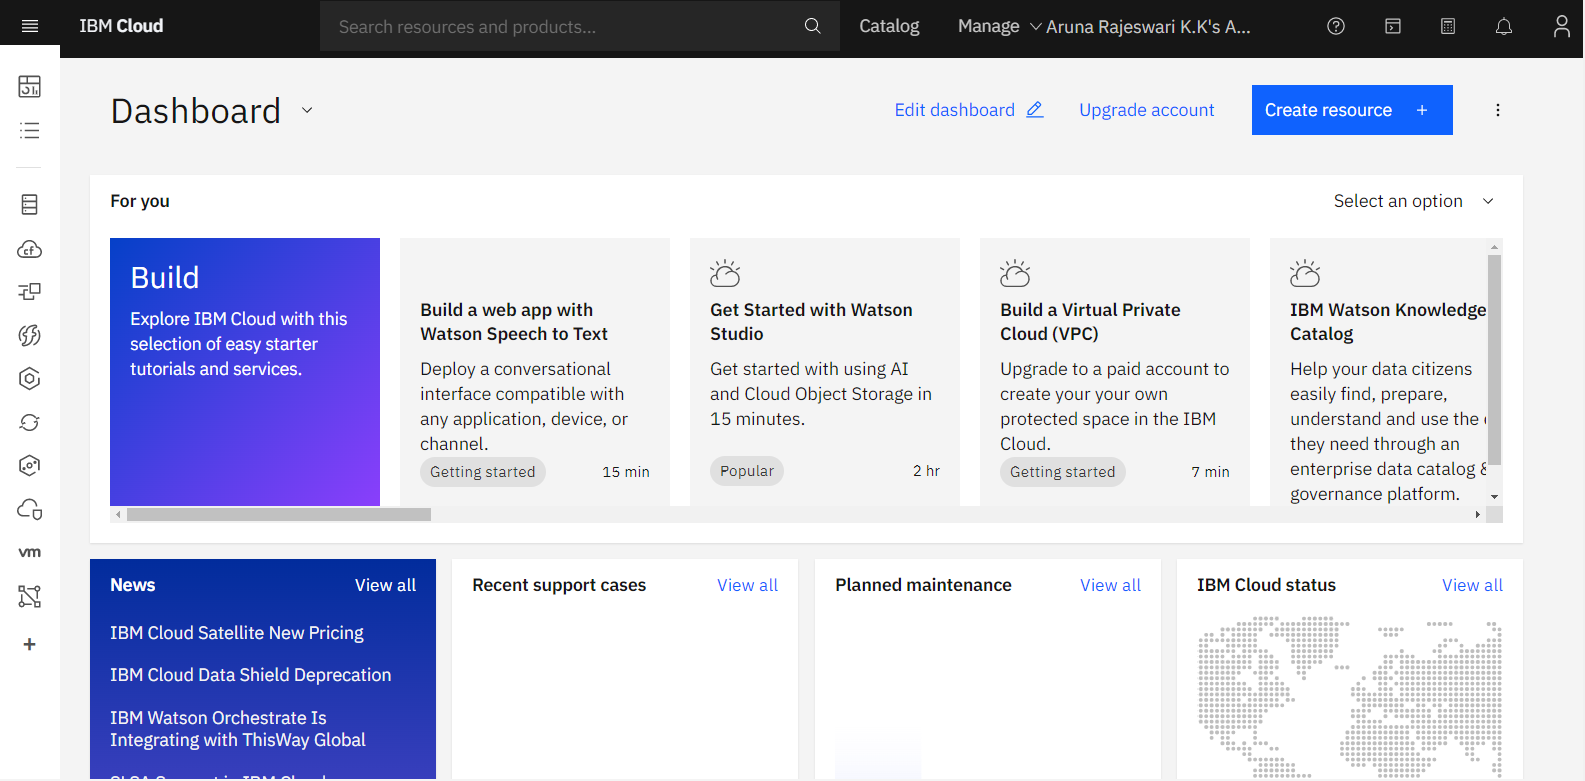 IBM Cloud
Search resources and products...
Catalog
Manage
Aruna Rajeswari K.K's A...
Dashboard
Edit dashboard
Upgrade account
Create resource +
For you
Select an option
Build
Explore IBM Cloud with this
selection of easy starter
tutorials and services.
Build a web app with
Watson Speech to Text
Deploy a conversational
interface compatible with
any application, device, or
channel.
Getting started
15 min
Get Started with Watson
Studio
Get started with using AI
and Cloud Object Storage in
15 minutes.
Popular
2 hr
Build a Virtual Private
Cloud (VPC)
Upgrade to a paid account to
create your your own
protected space in the IBM
Cloud.
Getting started
7 min
IBM Watson Knowledge
Catalog
Help your data citizens
easily find, prepare,
understand and use the
they need through an
enterprise data catalog &
governance platform.
cf
vm
News
View all
IBM Cloud Satellite New Pricing
IBM Cloud Data Shield Deprecation
IBM Watson Orchestrate Is
Integrating with ThisWay Global
Recent support cases
View all
Planned maintenance
View all
IBM Cloud status
View all